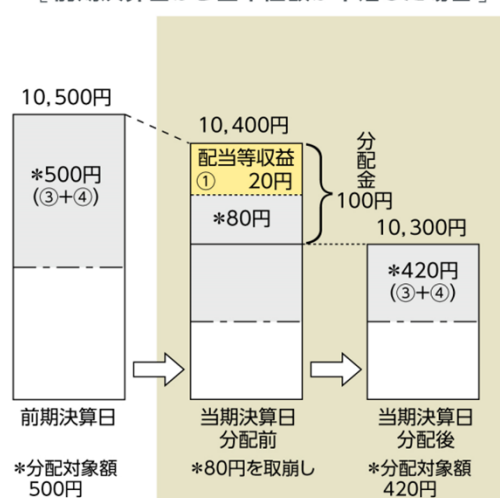 10,500円
*500円
(③+④)
前期決算日
*分配対象額
500円
10,400円
配当等収益
① 20円
*80円
分配金
100円
当期決算日
分配前
*80円を取崩し
10,300円
*420円
(③+④)
当期決算日
分配後
*分配対象額
420円